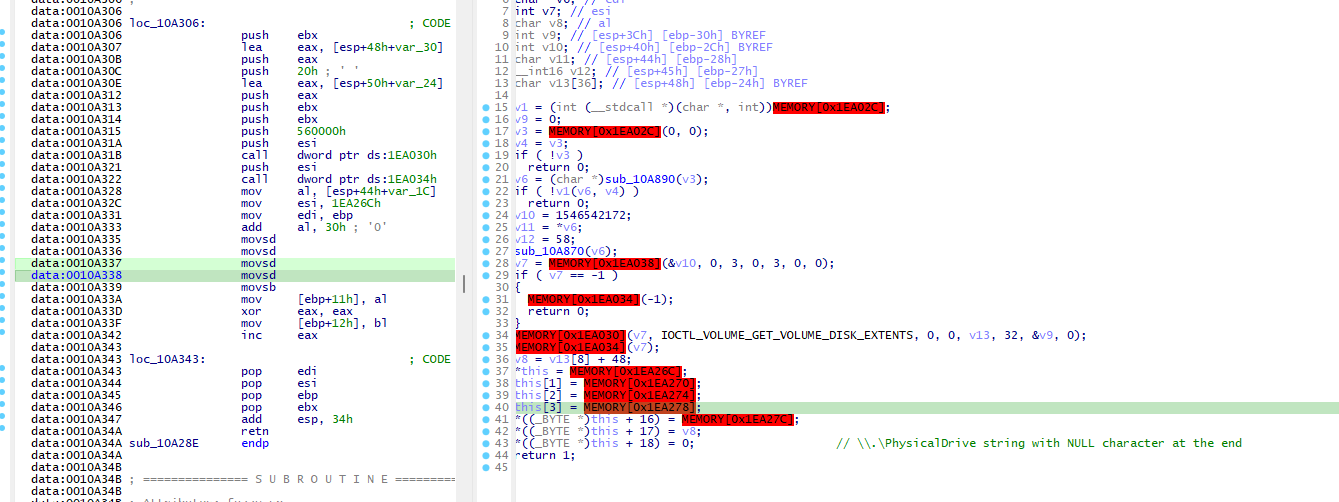 data:0010A306 ;
data:0010A306
data:0010A306 loc_10A306: ; CODE
data:0010A306 push ebx
data:0010A307 lea eax, [esp+48h+var_30]
data:0010A30B push eax
data:0010A30C push 20h ; ' '
data:0010A30E lea eax, [esp+50h+var_24]
data:0010A312 push eax
data:0010A313 push ebx
data:0010A314 push ebx
data:0010A315 push 560000h
data:0010A31A push esi
data:0010A31B call dword ptr ds:1EA030h
data:0010A321 push esi
data:0010A322 call dword ptr ds:1EA034h
data:0010A328 mov al, [esp+44h+var_1C]
data:0010A32C mov esi, 1EA26Ch
data:0010A331 mov edi, ebp
data:0010A333 add al, 30h ; '0'
data:0010A335 movsd
data:0010A336 movsd
data:0010A337 movsd
data:0010A338 movsd
data:0010A339 movsb
data:0010A33A mov [ebp+11h], al
data:0010A33D xor eax, eax
data:0010A33F mov [ebp+12h], bl
data:0010A342 inc eax
data:0010A343
data:0010A343 loc_10A343: ; CODE
data:0010A343 pop edi
data:0010A344 pop esi
data:0010A345 pop ebp
data:0010A346 pop ebx
data:0010A347 add esp, 34h
data:0010A34A retn
data:0010A34A sub_10A28E endp
data:0010A34A
data:0010A34B
data:0010A34B ; =============== S U B R O U T I N E =========
data:0010A34B
7 int v7; // esi
8 char v8; // al
9 int v9; // [esp+3Ch] [ebp-30h] BYREF
10 int v10; // [esp+40h] [ebp-2Ch] BYREF
11 char v11; // [esp+44h] [ebp-28h]
12 __int16 v12; // [esp+45h] [ebp-27h]
13 char v13[36]; // [esp+48h] [ebp-24h] BYREF
14
15 v1 = (int (__stdcall *)(char *, int))MEMORY[0x1EA02C];
16 v9 = 0;
17 v3 = MEMORY[0x1EA02C](0, 0);
18 v4 = v3;
19 if ( !v3 )
20 return 0;
21 v6 = (char *)sub_10A890(v3);
22 if ( !v1(v6, v4) )
23 return 0;
24 v10 = 1546542172;
25 v11 = *v6;
26 v12 = 58;
27 sub_10A870(v6);
28 v7 = MEMORY[0x1EA038](&v10, 0, 3, 0, 3, 0, 0);
29 if ( v7 == -1 )
30 {
31 MEMORY[0x1EA034](-1);
32 return 0;
33 }
34 MEMORY[0x1EA030](v7, IOCTL_VOLUME_GET_VOLUME_DISK_EXTENTS, 0, 0, v13, 32, &v9, 0);
35 MEMORY[0x1EA034](v7);
36 v8 = v13[8] + 48;
37 *this = MEMORY[0x1EA26C];
38 this[1] = MEMORY[0x1EA270];
39 this[2] = MEMORY[0x1EA274];
40 this[3] = MEMORY[0x1EA278];
41 *((_BYTE *)this + 16) = MEMORY[0x1EA27C];
42 *((_BYTE *)this + 17) = v8;
43 *((_BYTE *)this + 18) = 0; // \\.\PhysicalDrive string with NULL character at the end
44 return 1;
45